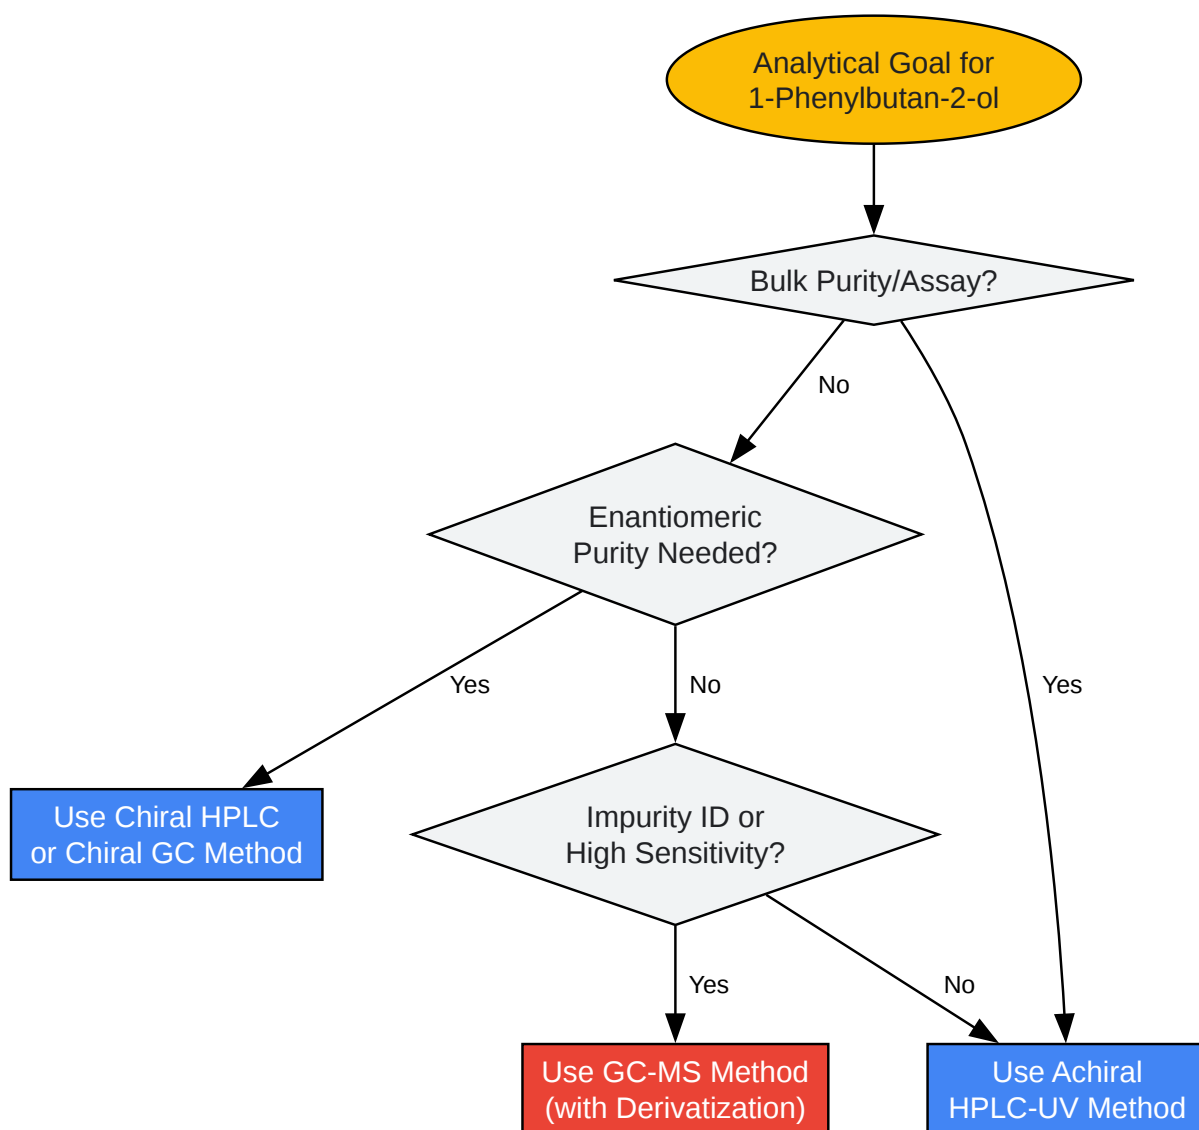 Analytical Goal for
1-Phenylbutan-2-ol
Bulk Purity/Assay?
No
Enantiomeric
Purity Needed?
Yes
No
Yes
Use Chiral HPLC
or Chiral GC Method
Impurity ID or
High Sensitivity?
Yes
No
Use GC-MS Method
(with Derivatization)
Use Achiral
HPLC-UV Method